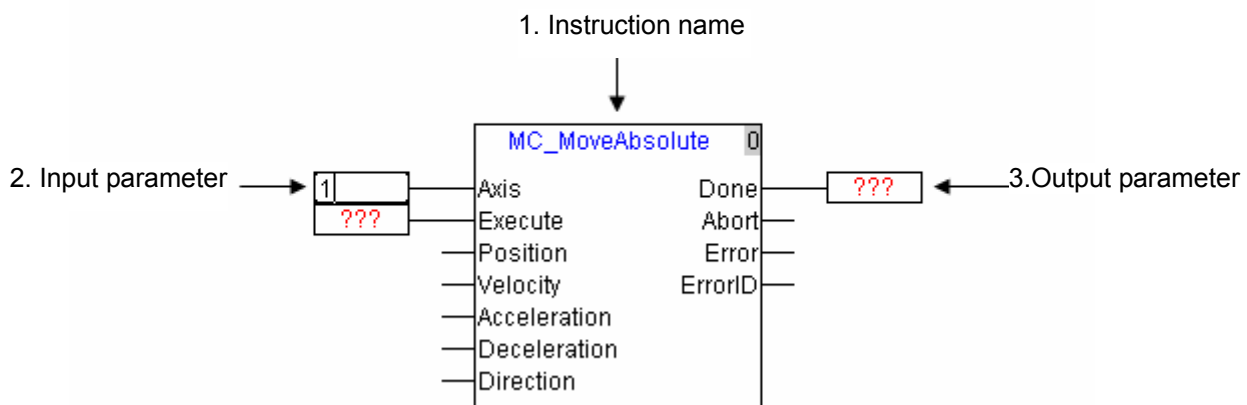 1. Instruction name
MC_MoveAbsolute 0
2. Input parameter 1 Axis Done ??? 3.Output parameter
??? Execute Abort
Position Error
Velocity ErrorID
Acceleration
Deceleration
Direction